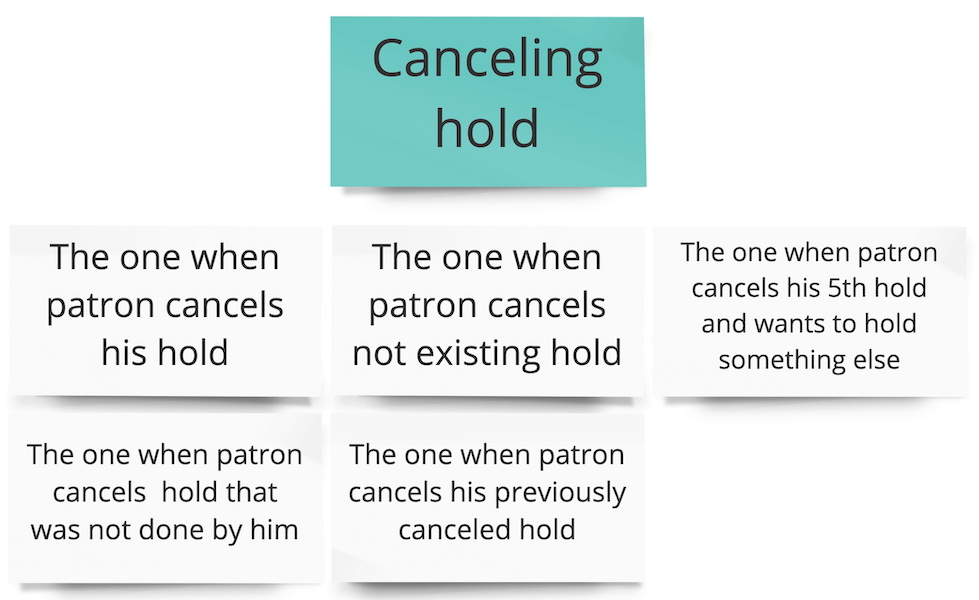 Canceling
hold
The one when
patron cancels
his hold
The one when
patron cancels
not existing hold
The one when patron
cancels his 5th hold
and wants to hold
something else
The one when patron
cancels  hold that
was not done by him
The one when patron
cancels his previously
canceled hold